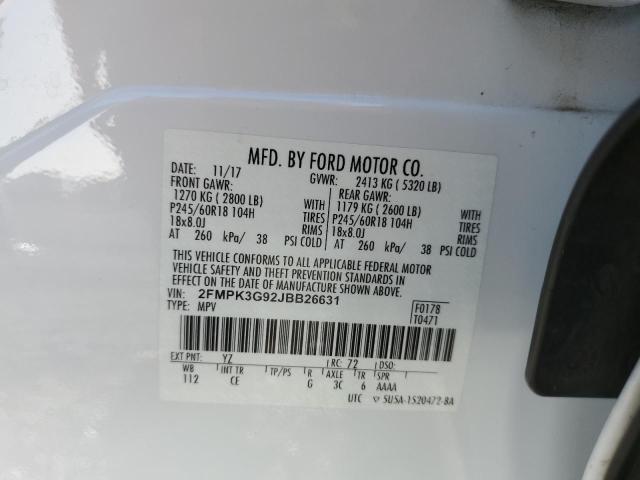 MFD. BY FORD MOTOR CO.
DATE: 11/17 GVWR: 2413 KG ( 5320 LB)
FRONT GAWR: REAR GAWR:
1270 KG ( 2800 LB) WITH 1179 KG ( 2600 LB) WITH
P245/60R18 104H TIRES P245/60R18 104H TIRES
18x8.0J RIMS 18x8.0J RIMS
AT 260 kPa/ 38 PSI COLD AT 260 kPa/ 38 PSI COLD
THIS VEHICLE CONFORMS TO ALL APPLICABLE FEDERAL MOTOR
VEHICLE SAFETY AND THEFT PREVENTION STANDARDS IN
EFFECT ON THE DATE OF MANUFACTURE SHOWN ABOVE.
VIN: 2FMPK3G92JBB26631 F0178
TYPE: MPV T0471
EXT PNT: YZ RC: 72 DSO:
WB INT TR TP/PS R AXLE TR SPR
112 CE G 3C 6 AAAA
UTC ▽ 5USA-1520472-BA